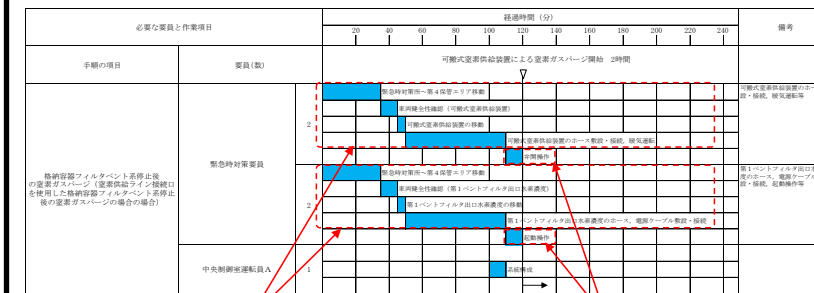 必要な要員と作業項目
経過時間（分）
備考
20 40 60 80 100 120 140 160 180 200 220 240
手順の項目
要員(数)
可搬式窒素供給装置による窒素ガスパージ開始 2時間
格納容器フィルタベント系停止後
の窒素ガスパージ（窒素供給ライン接続口
を使用した格納容器フィルタベント系停止
後の窒素ガスパージの場合の場合）
緊急時対策要員
2
緊急時対策所～第４保管エリア移動
車両健全性確認（可搬式窒素供給装置）
可搬式窒素供給装置の移動
可搬式窒素供給装置のホース敷設・接続，暖気運転
弁開操作
可搬式窒素供給装置のホー
設・接続，暖気運転等
2
緊急時対策所～第４保管エリア移動
車両健全性確認（第１ベントフィルタ出口水素濃度）
第１ベントフィルタ出口水素濃度の移動
第１ベントフィルタ出口水素濃度のホース，電源ケーブル敷設・接続
起動操作
第１ベントフィルタ出口水
度のホース，電源ケーブル
設・接続，起動操作等
中央制御室運転員Ａ
1
系統構成